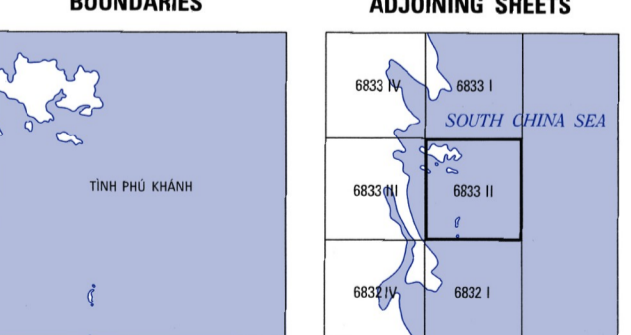 BOUNDARIES
ADJOINING SHEETS
TỈNH PHÚ KHÁNH
6833 IV
6833 I
SOUTH CHINA SEA
6833 III
6833 II
6832 IV
6832 I